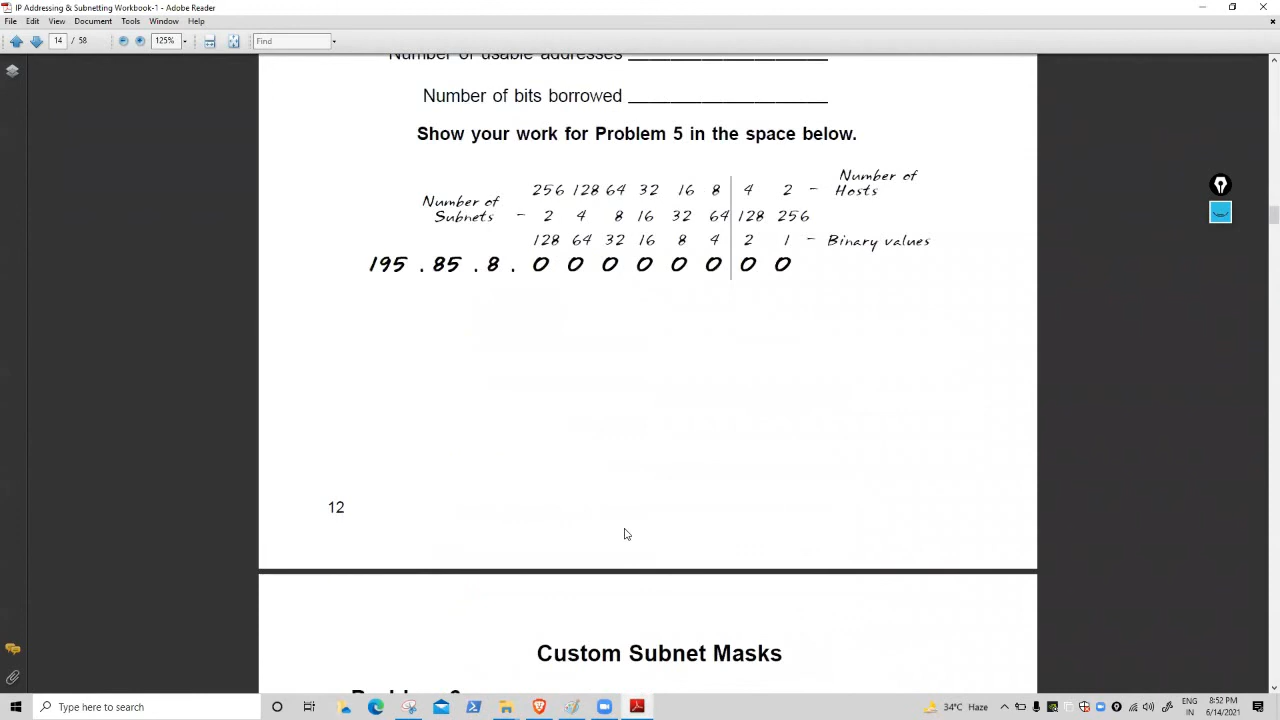 IP Addressing & Subnetting Workbook-1 - Adobe Reader
File Edit View Document Tools Window Help
14 / 58 125% Find
Number of usable addresses
Number of bits borrowed
Show your work for Problem 5 in the space below.
Number of
256 128 64 32 16 8 4 2 - Hosts
Number of
Subnets - 2 4 8 16 32 64 128 256
128 64 32 16 8 4 2 1 - Binary values
195 . 85 . 8 . 0 0 0 0 0 0 0 0
12
Custom Subnet Masks
Type here to search
34°C Haze
ENG
IN
8:52 PM
6/14/2021